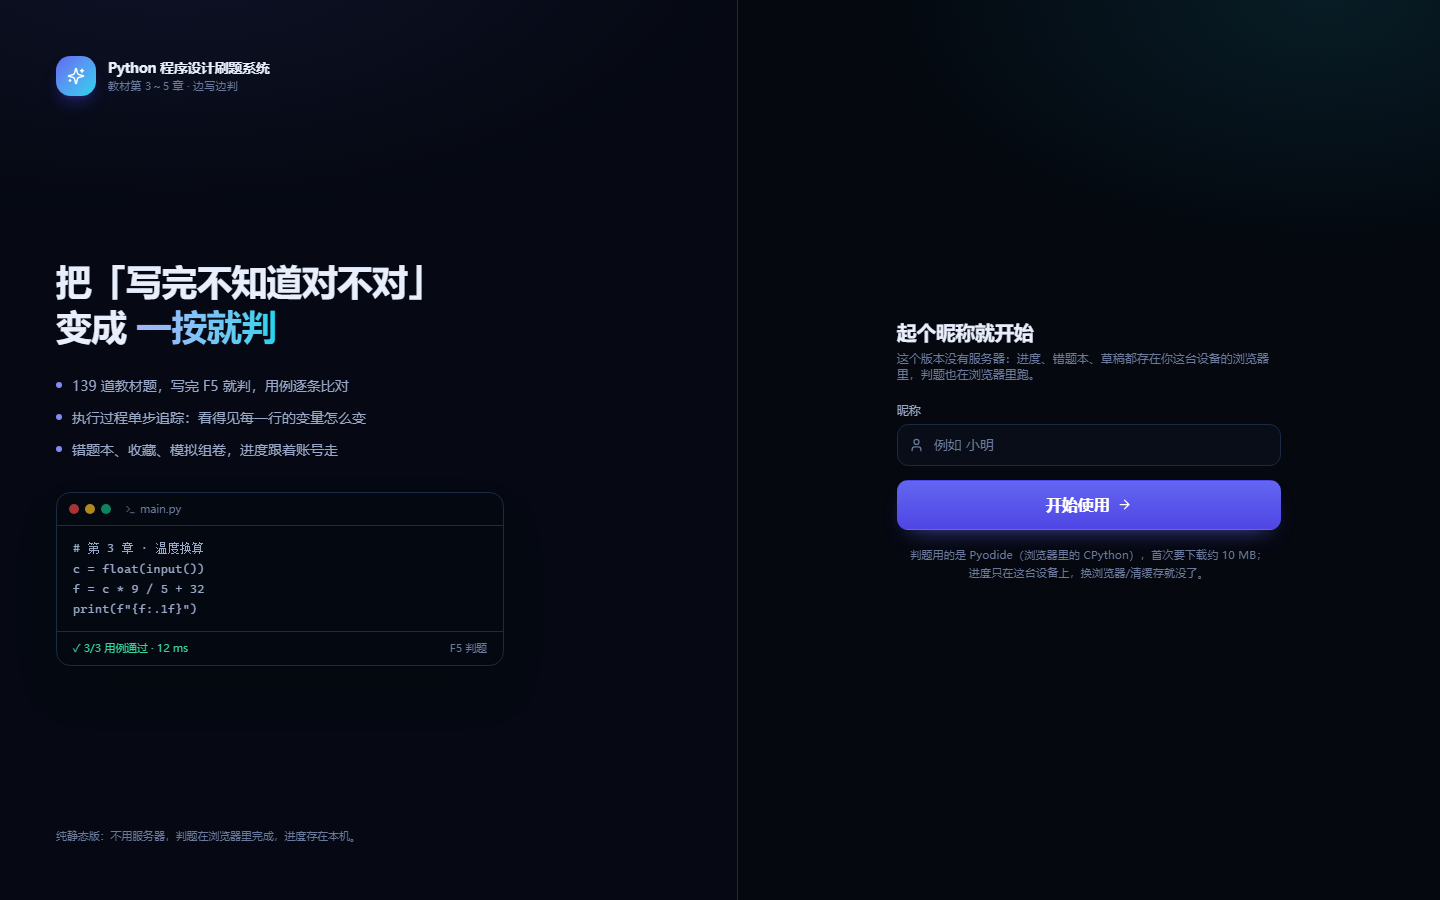 Python 程序设计刷题系统
教材第 3 ~ 5 章 · 边写边判
把「写完不知道对不对」
变成 一按就判
139 道教材题，写完 F5 就判，用例逐条比对
执行过程单步追踪：看得见每一行的变量怎么变
错题本、收藏、模拟组卷，进度跟着账号走
>_ main.py
# 第 3 章 · 温度换算
c = float(input())
f = c * 9 / 5 + 32
print(f"{f:.1f}")
✓ 3/3 用例通过 · 12 ms
F5 判题
纯静态版：不用服务器，判题在浏览器里完成，进度存在本机。
起个昵称就开始
这个版本没有服务器：进度、错题本、草稿都存在你这台设备的浏览器
里，判题也在浏览器里跑。
昵称
例如 小明
开始使用 →
判题用的是 Pyodide（浏览器里的 CPython），首次要下载约 10 MB；
进度只在这台设备上，换浏览器/清缓存就没了。